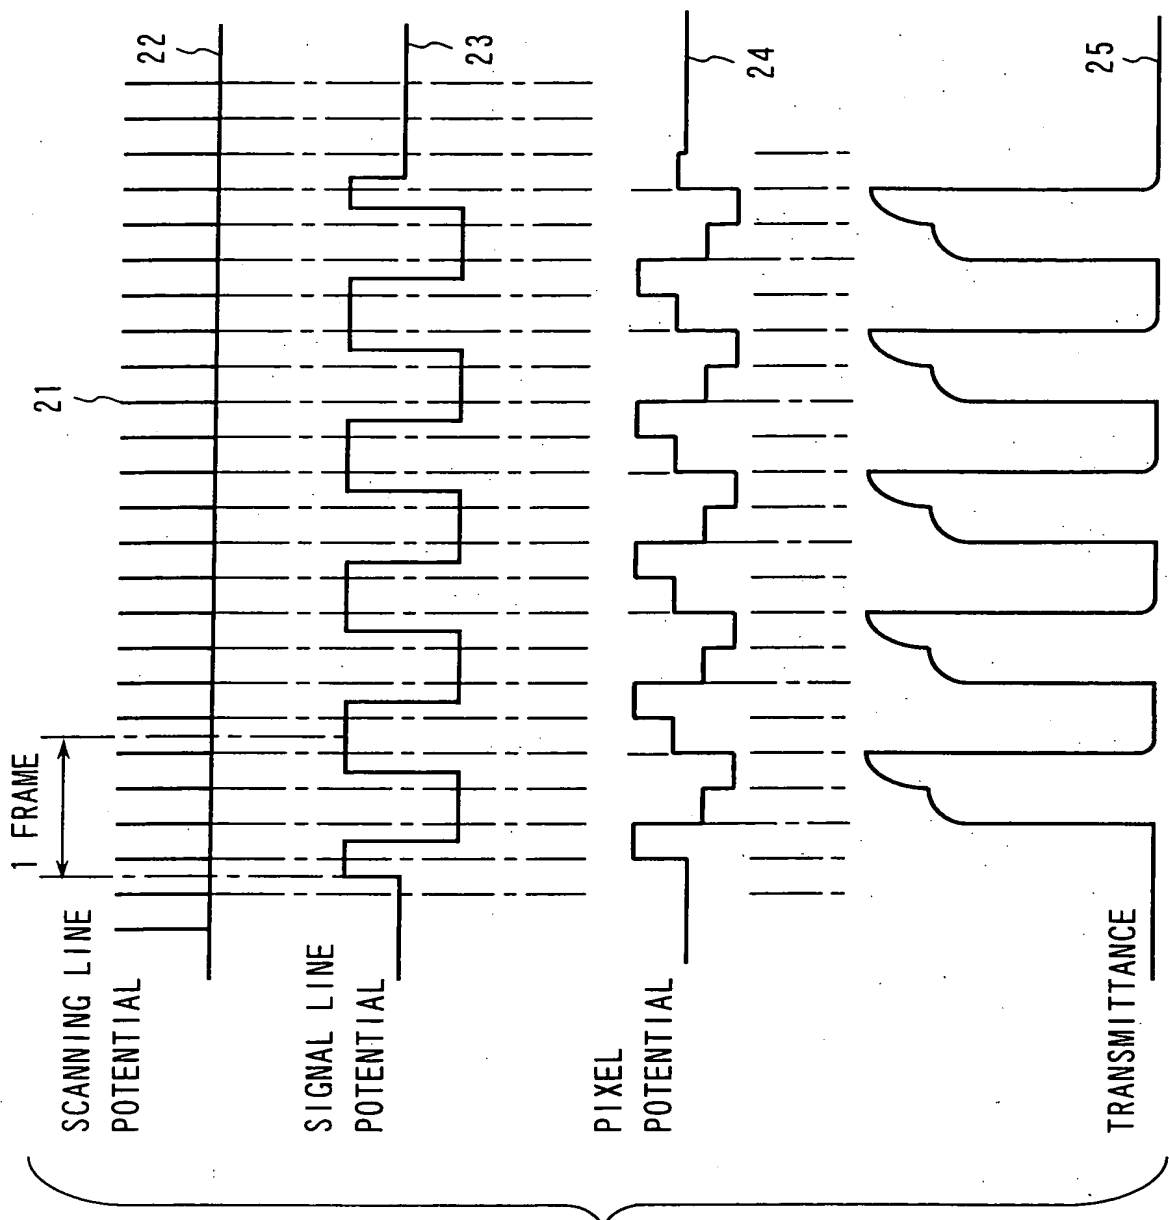 1 FRAME
21
SCANNING LINE
POTENTIAL
22
SIGNAL LINE
POTENTIAL
23
PIXEL
POTENTIAL
24
TRANSMITTANCE
25